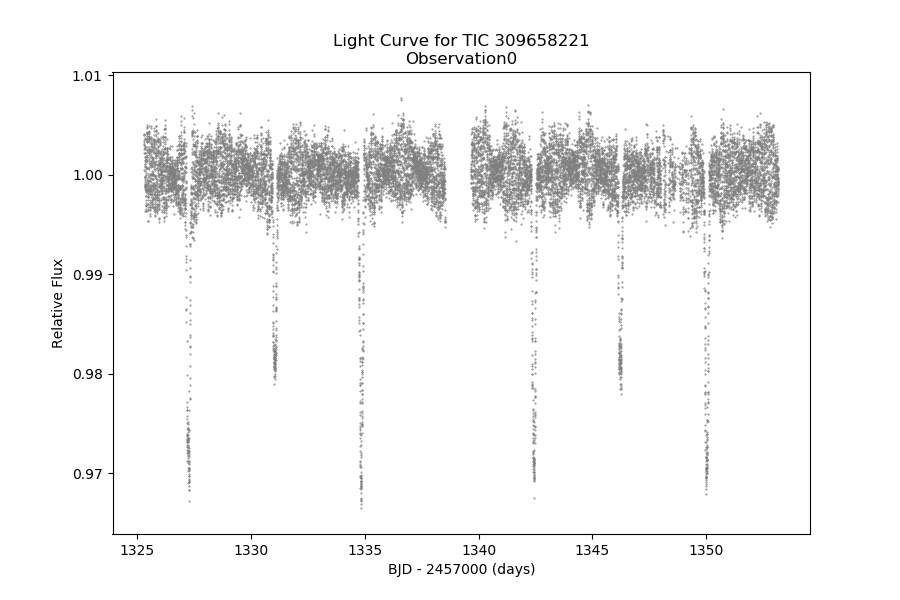 Light Curve for TIC 309658221
Observation0
1.01
1.00
0.99
0.98
0.97
Relative Flux
1325
1330
1335
1340
1345
1350
BJD - 2457000 (days)